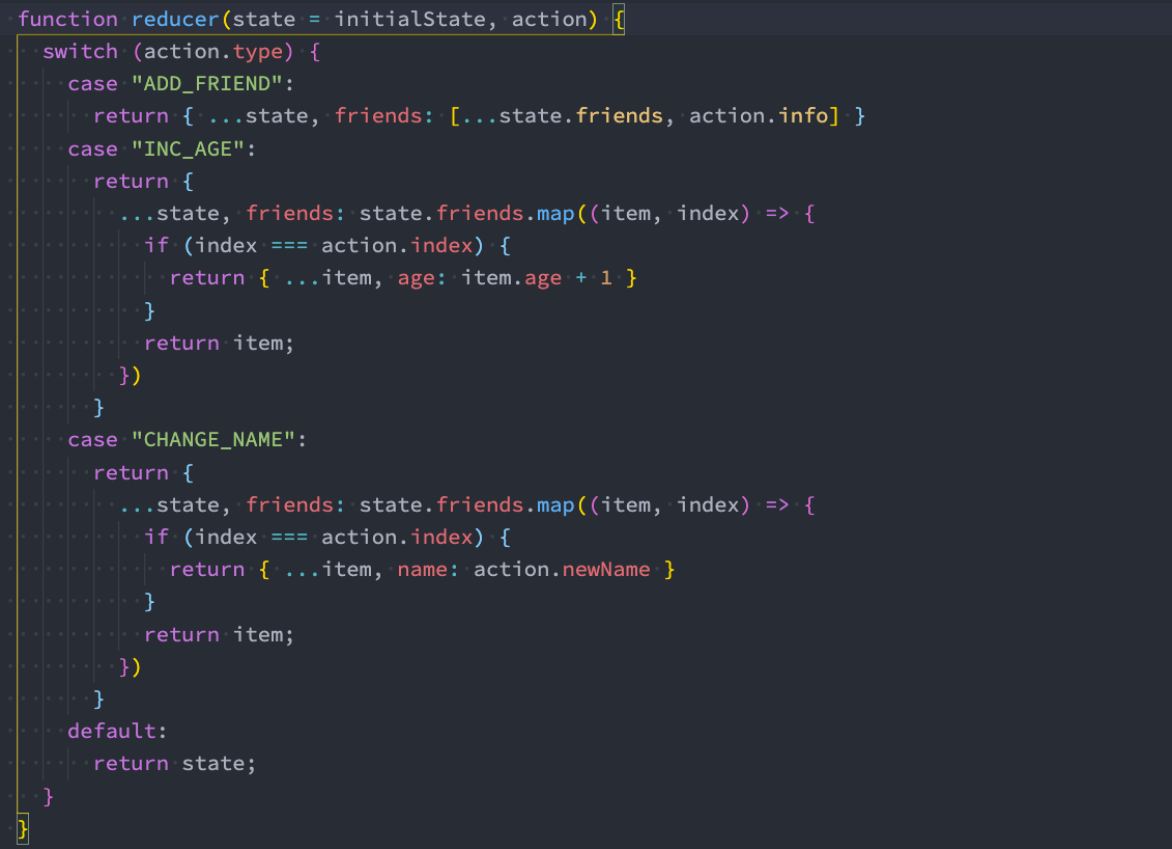 function reducer(state = initialState, action) {
  switch (action.type) {
    case "ADD_FRIEND":
      return { ...state, friends: [...state.friends, action.info] }
    case "INC_AGE":
      return {
        ...state, friends: state.friends.map((item, index) => {
          if (index === action.index) {
            return { ...item, age: item.age + 1 }
          }
          return item;
        })
      }
    case "CHANGE_NAME":
      return {
        ...state, friends: state.friends.map((item, index) => {
          if (index === action.index) {
            return { ...item, name: action.newName }
          }
          return item;
        })
      }
    default:
      return state;
  }
}